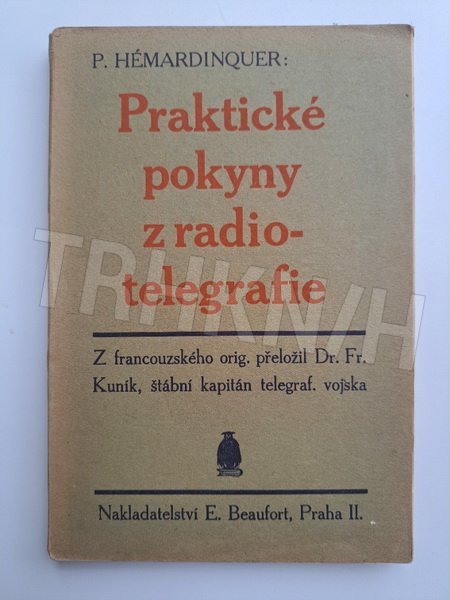 P. HÉMARDINQUER:
Praktické
pokyny
z radio-
telegrafie
TRHKNIH
Z francouzského orig. přeložil Dr. Fr.
Kuník, štábní kapitán telegraf. vojska
Nakladatelství E. Beaufort, Praha II.